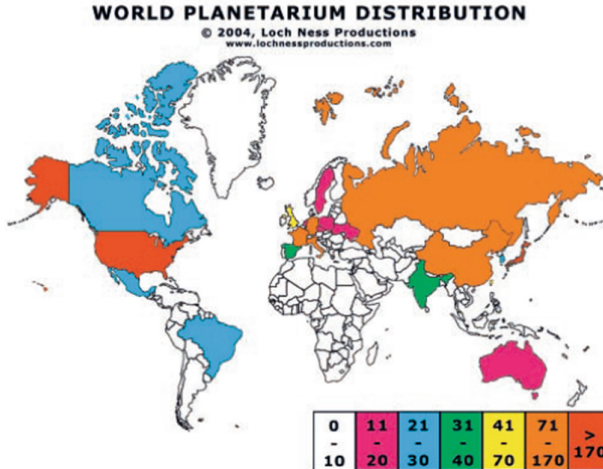 WORLD PLANETARIUM DISTRIBUTION
© 2004, Loch Ness Productions
www.lochnessproductions.com
0 11 21 31 41 71 >
- - - - - - 170
10 20 30 40 70 170